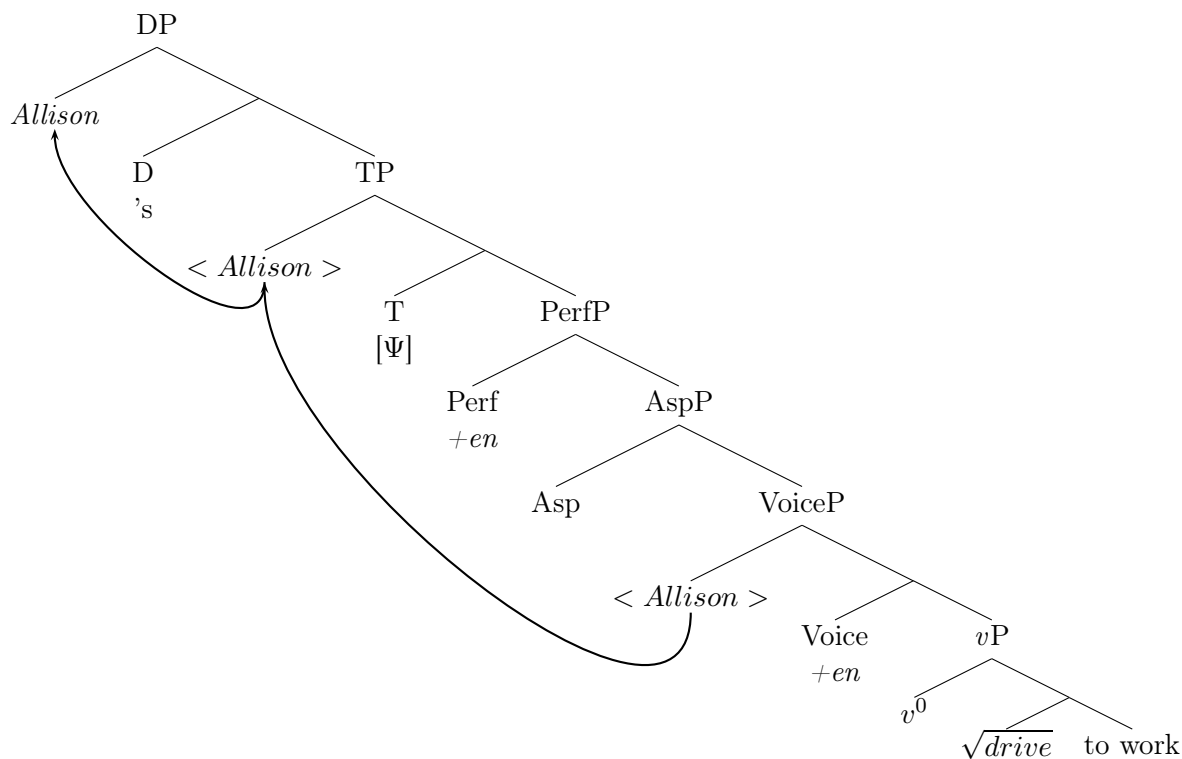 DP
Allison
D
's
TP
< Allison >
T
[Ψ]
PerfP
Perf
+en
AspP
Asp
VoiceP
< Allison >
Voice
+en
vP
v⁰
√drive
to work